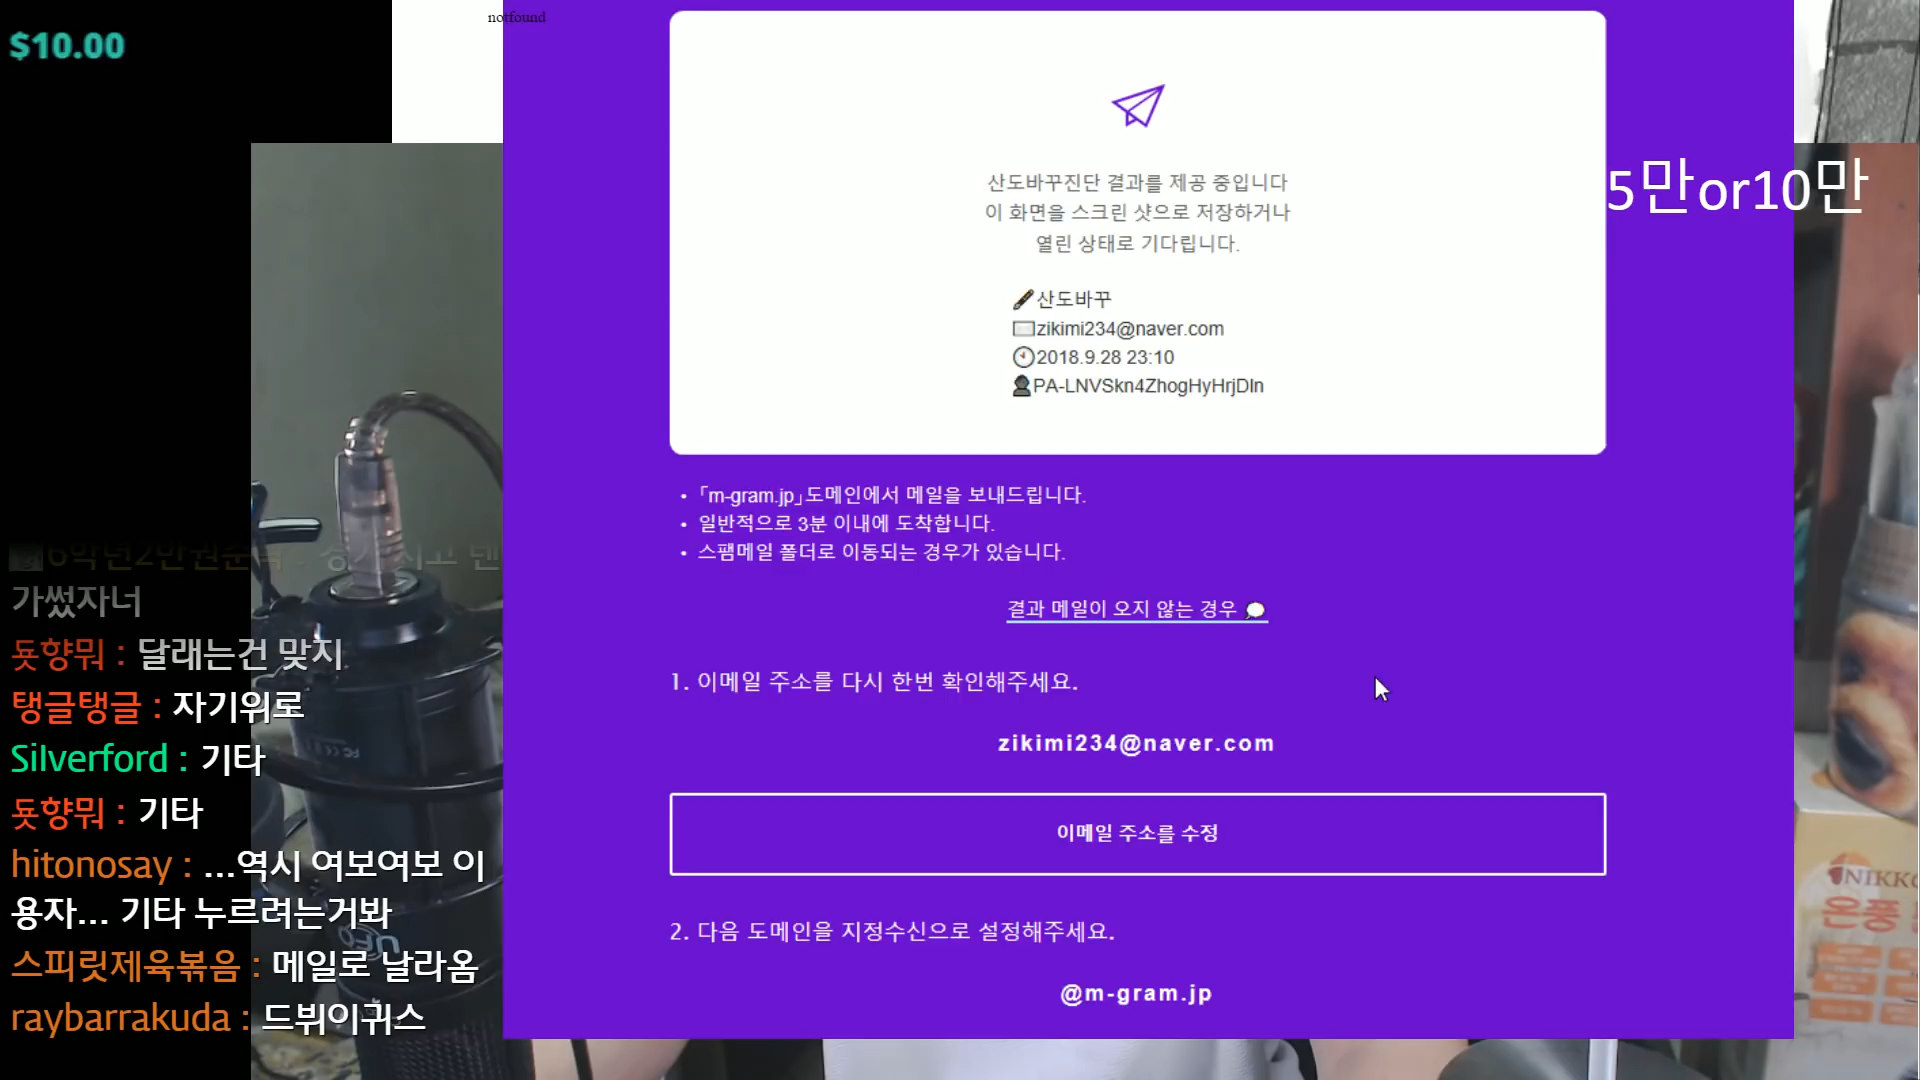 $10.00
notfound
산도바꾸진단 결과를 제공 중입니다
이 화면을 스크린 샷으로 저장하거나
열린 상태로 기다립니다.
산도바꾸
zikimi234@naver.com
2018.9.28 23:10
PA-LNVSkn4ZhogHyHrjDIn
5만or10만
• 「m-gram.jp」도메인에서 메일을 보내드립니다.
• 일반적으로 3분 이내에 도착합니다.
• 스팸메일 폴더로 이동되는 경우가 있습니다.
결과 메일이 오지 않는 경우
1. 이메일 주소를 다시 한번 확인해주세요.
zikimi234@naver.com
이메일 주소를 수정
2. 다음 도메인을 지정수신으로 설정해주세요.
@m-gram.jp
가썼자너
돗향뭐 : 달래는건 맞지
탱글탱글 : 자기위로
Silverford : 기타
돗향뭐 : 기타
hitonosay : ...역시 여보여보 이
용자... 기타 누르려는거봐
스피릿제육볶음 : 메일로 날라옴
raybarrakuda : 드뷔이귀스
UFO
온풍